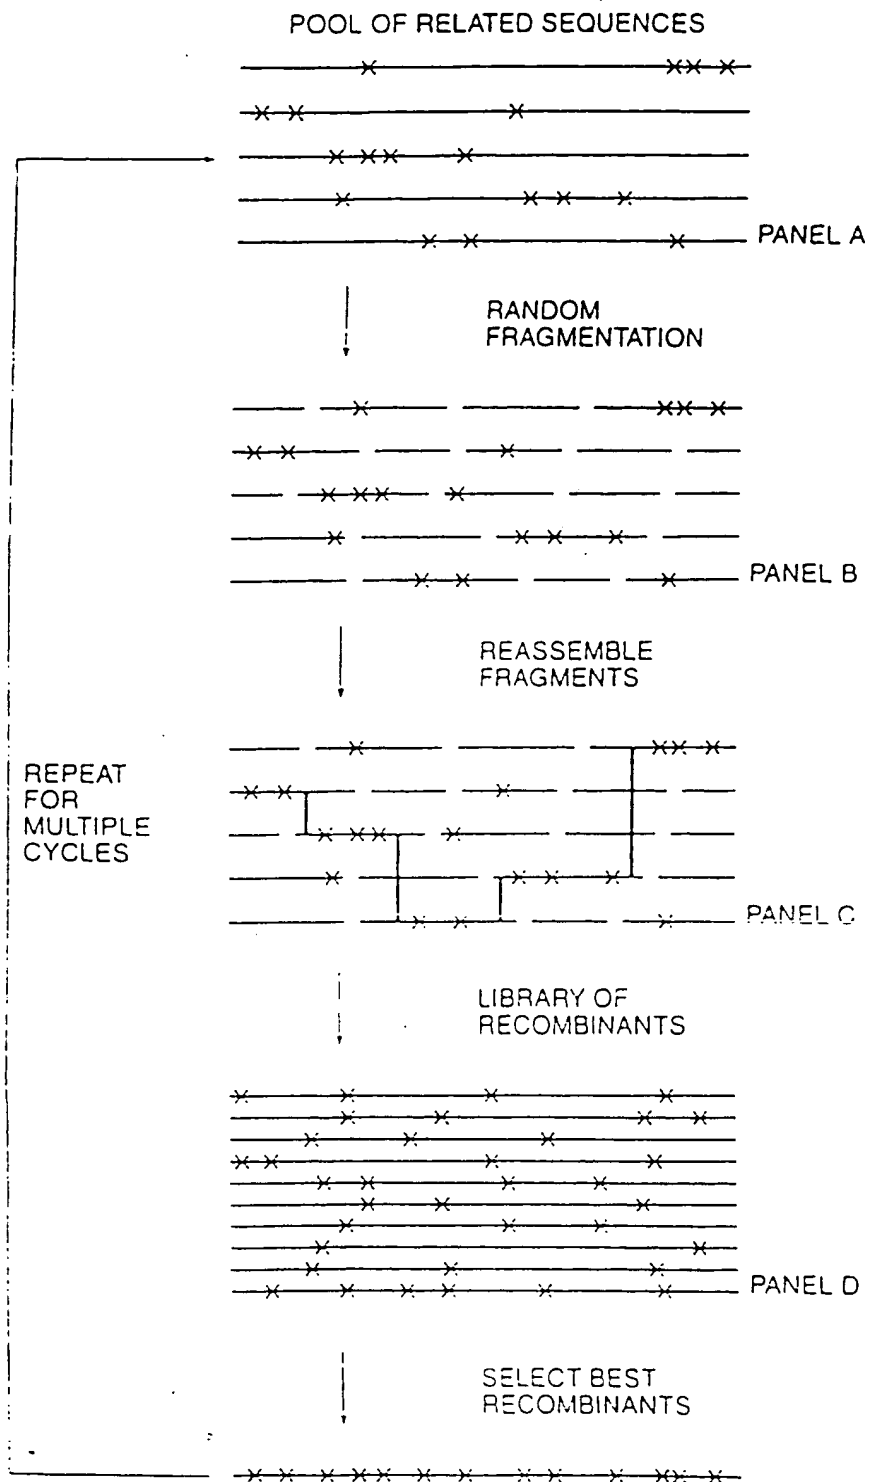 POOL OF RELATED SEQUENCES
PANEL A
RANDOM
FRAGMENTATION
PANEL B
REASSEMBLE
FRAGMENTS
REPEAT
FOR
MULTIPLE
CYCLES
PANEL C
LIBRARY OF
RECOMBINANTS
PANEL D
SELECT BEST
RECOMBINANTS